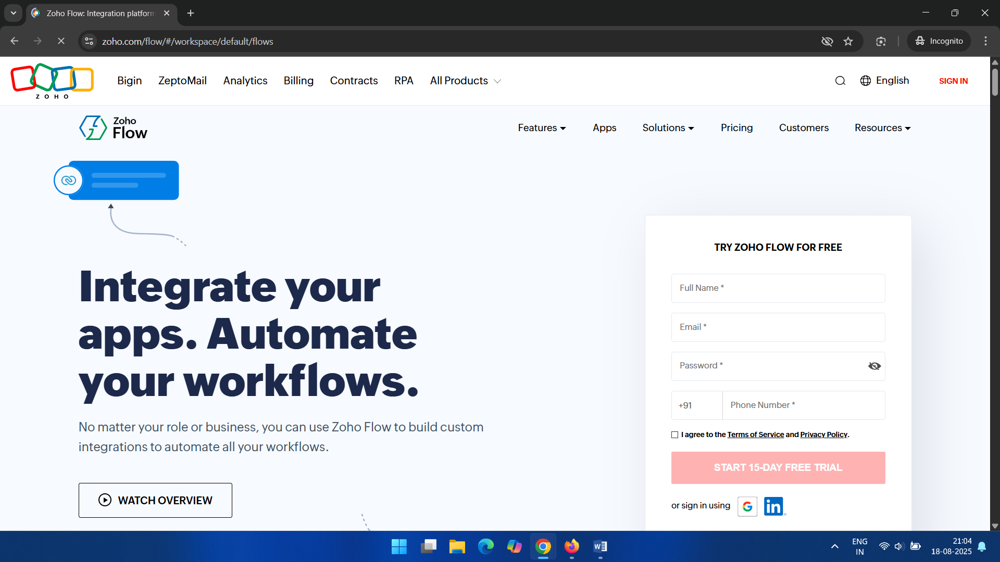 Zoho Flow: Integration platform
zoho.com/flow/#/workspace/default/flows
Incognito
ZOHO
Bigin
ZeptoMail
Analytics
Billing
Contracts
RPA
All Products
English
SIGN IN
Zoho
Flow
Features
Apps
Solutions
Pricing
Customers
Resources
Integrate your
apps. Automate
your workflows.
No matter your role or business, you can use Zoho Flow to build custom
integrations to automate all your workflows.
WATCH OVERVIEW
TRY ZOHO FLOW FOR FREE
Full Name *
Email *
Password *
+91
Phone Number *
I agree to the Terms of Service and Privacy Policy.
START 15-DAY FREE TRIAL
or sign in using
G
in
W
ENG
IN
21:04
18-08-2025